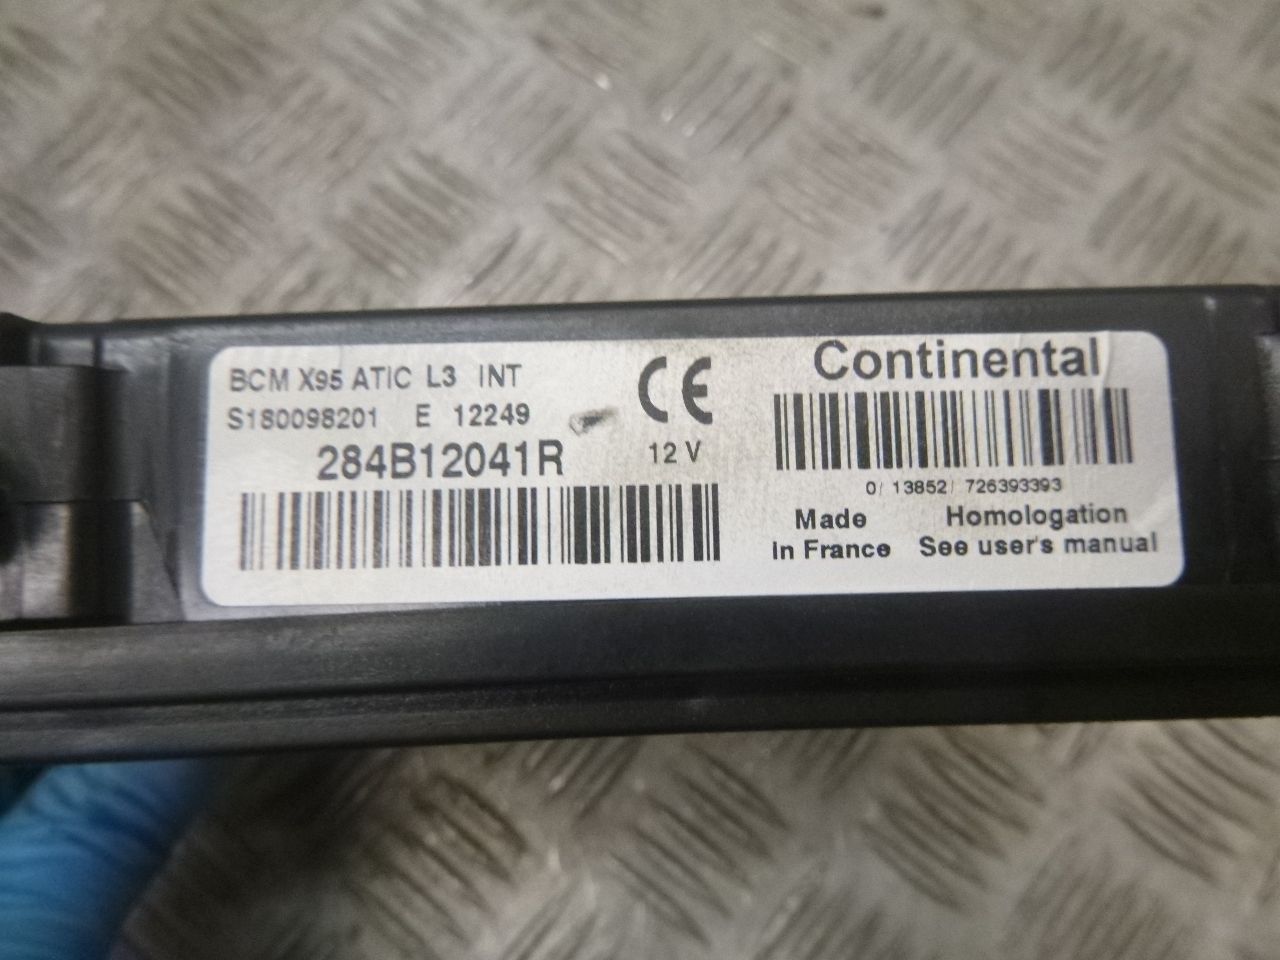 BCM X95 ATIC L3 INT
S180098201 E 12249
284B12041R
CE
12 V
Continental
0/ 13852/ 726393393
Made
in France
Homologation
See user's manual